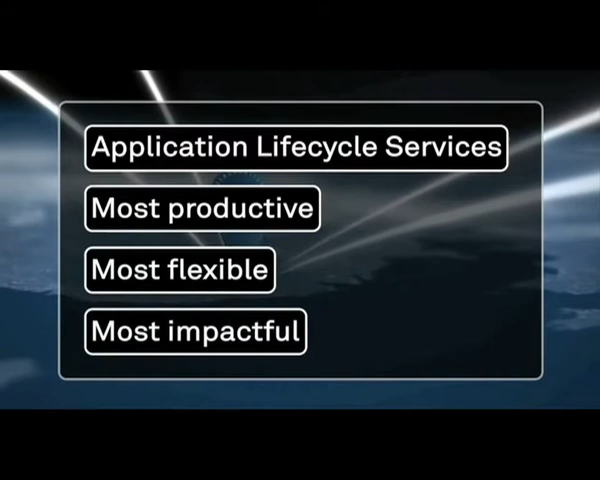 Application Lifecycle Services
Most productive
Most flexible
Most impactful